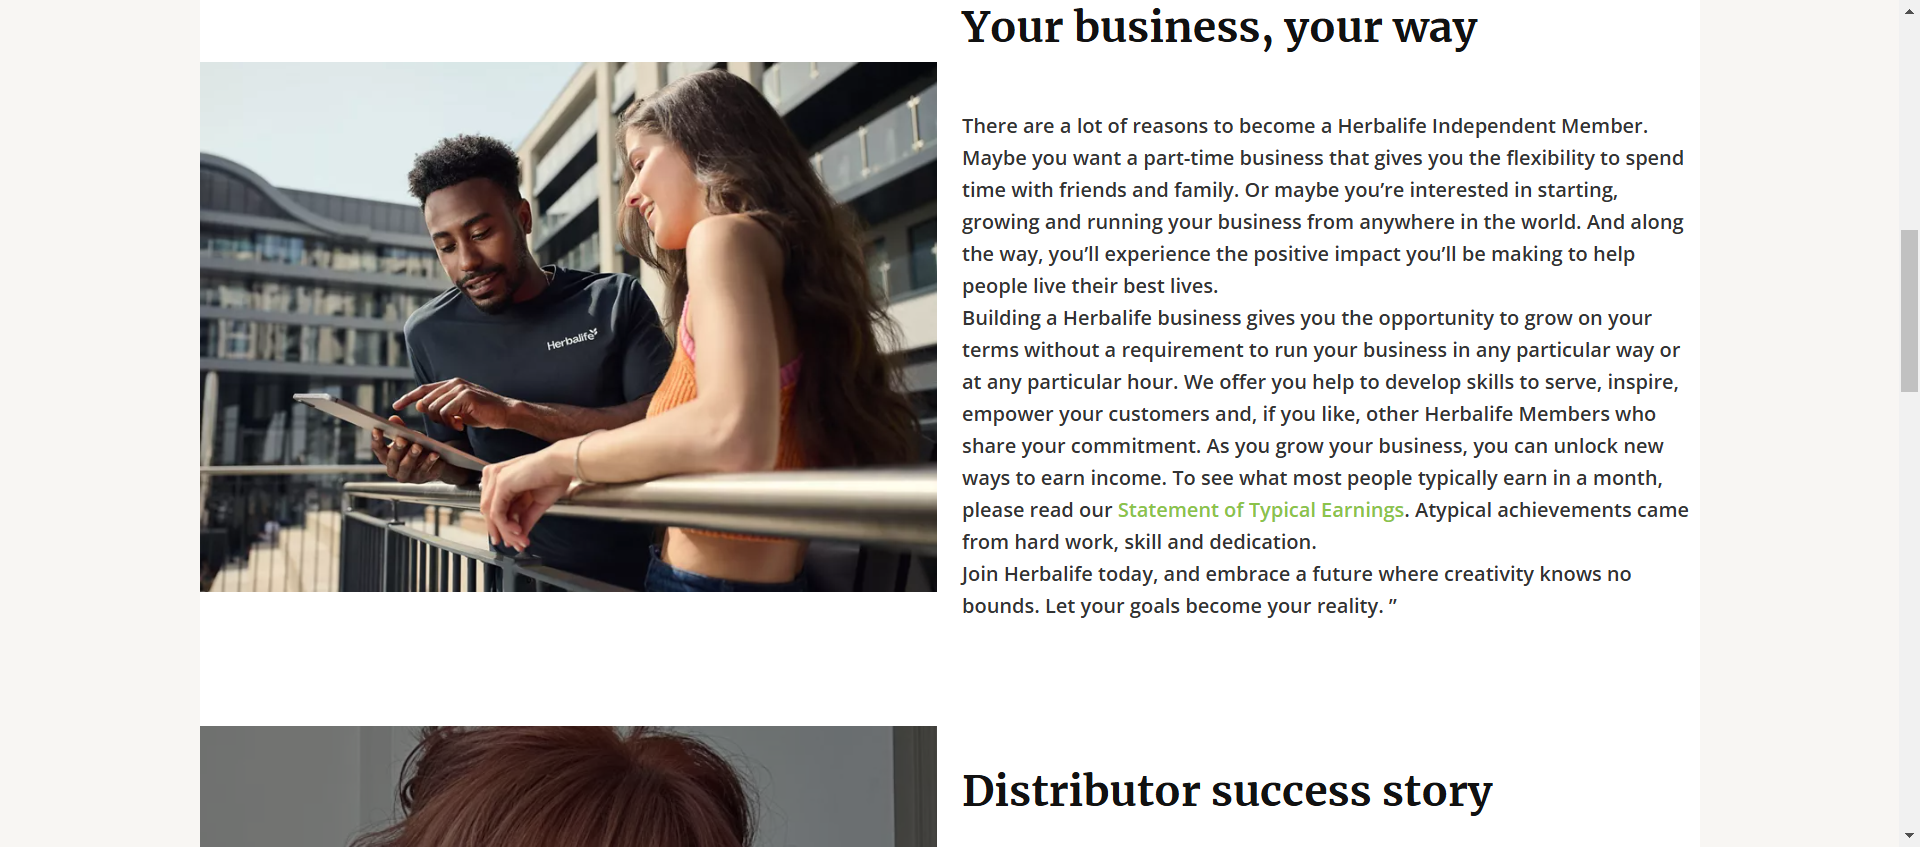 Your business, your way
Herbalife
There are a lot of reasons to become a Herbalife Independent Member.
Maybe you want a part-time business that gives you the flexibility to spend
time with friends and family. Or maybe you’re interested in starting,
growing and running your business from anywhere in the world. And along
the way, you’ll experience the positive impact you’ll be making to help
people live their best lives.
Building a Herbalife business gives you the opportunity to grow on your
terms without a requirement to run your business in any particular way or
at any particular hour. We offer you help to develop skills to serve, inspire,
empower your customers and, if you like, other Herbalife Members who
share your commitment. As you grow your business, you can unlock new
ways to earn income. To see what most people typically earn in a month,
please read our Statement of Typical Earnings. Atypical achievements came
from hard work, skill and dedication.
Join Herbalife today, and embrace a future where creativity knows no
bounds. Let your goals become your reality. ”
Distributor success story